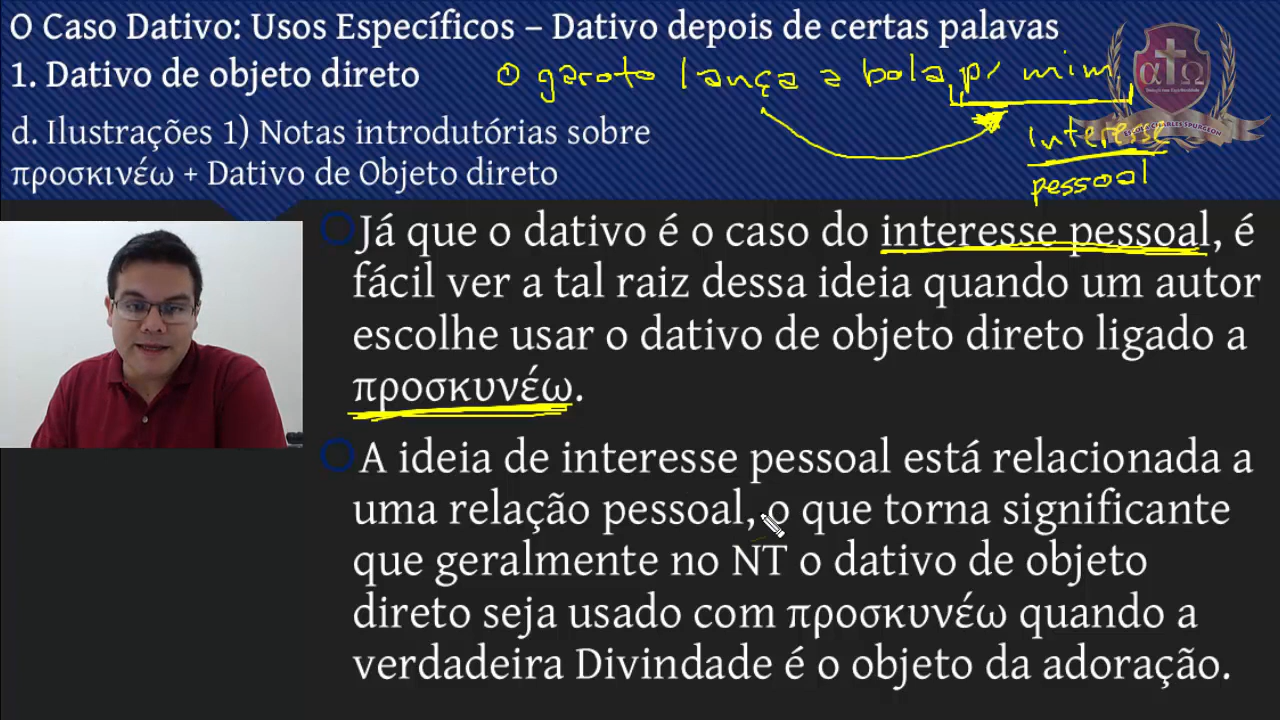 O Caso Dativo: Usos Específicos – Dativo depois de certas palavas
1. Dativo de objeto direto
O garoto lança a bola p/ mim
interesse
pessoal
d. Ilustrações 1) Notas introdutórias sobre
προσκινέω + Dativo de Objeto direto
Já que o dativo é o caso do interesse pessoal, é
fácil ver a tal raiz dessa ideia quando um autor
escolhe usar o dativo de objeto direto ligado a
προσκυνέω.
A ideia de interesse pessoal está relacionada a
uma relação pessoal, o que torna significante
que geralmente no NT o dativo de objeto
direto seja usado com προσκυνέω quando a
verdadeira Divindade é o objeto da adoração.